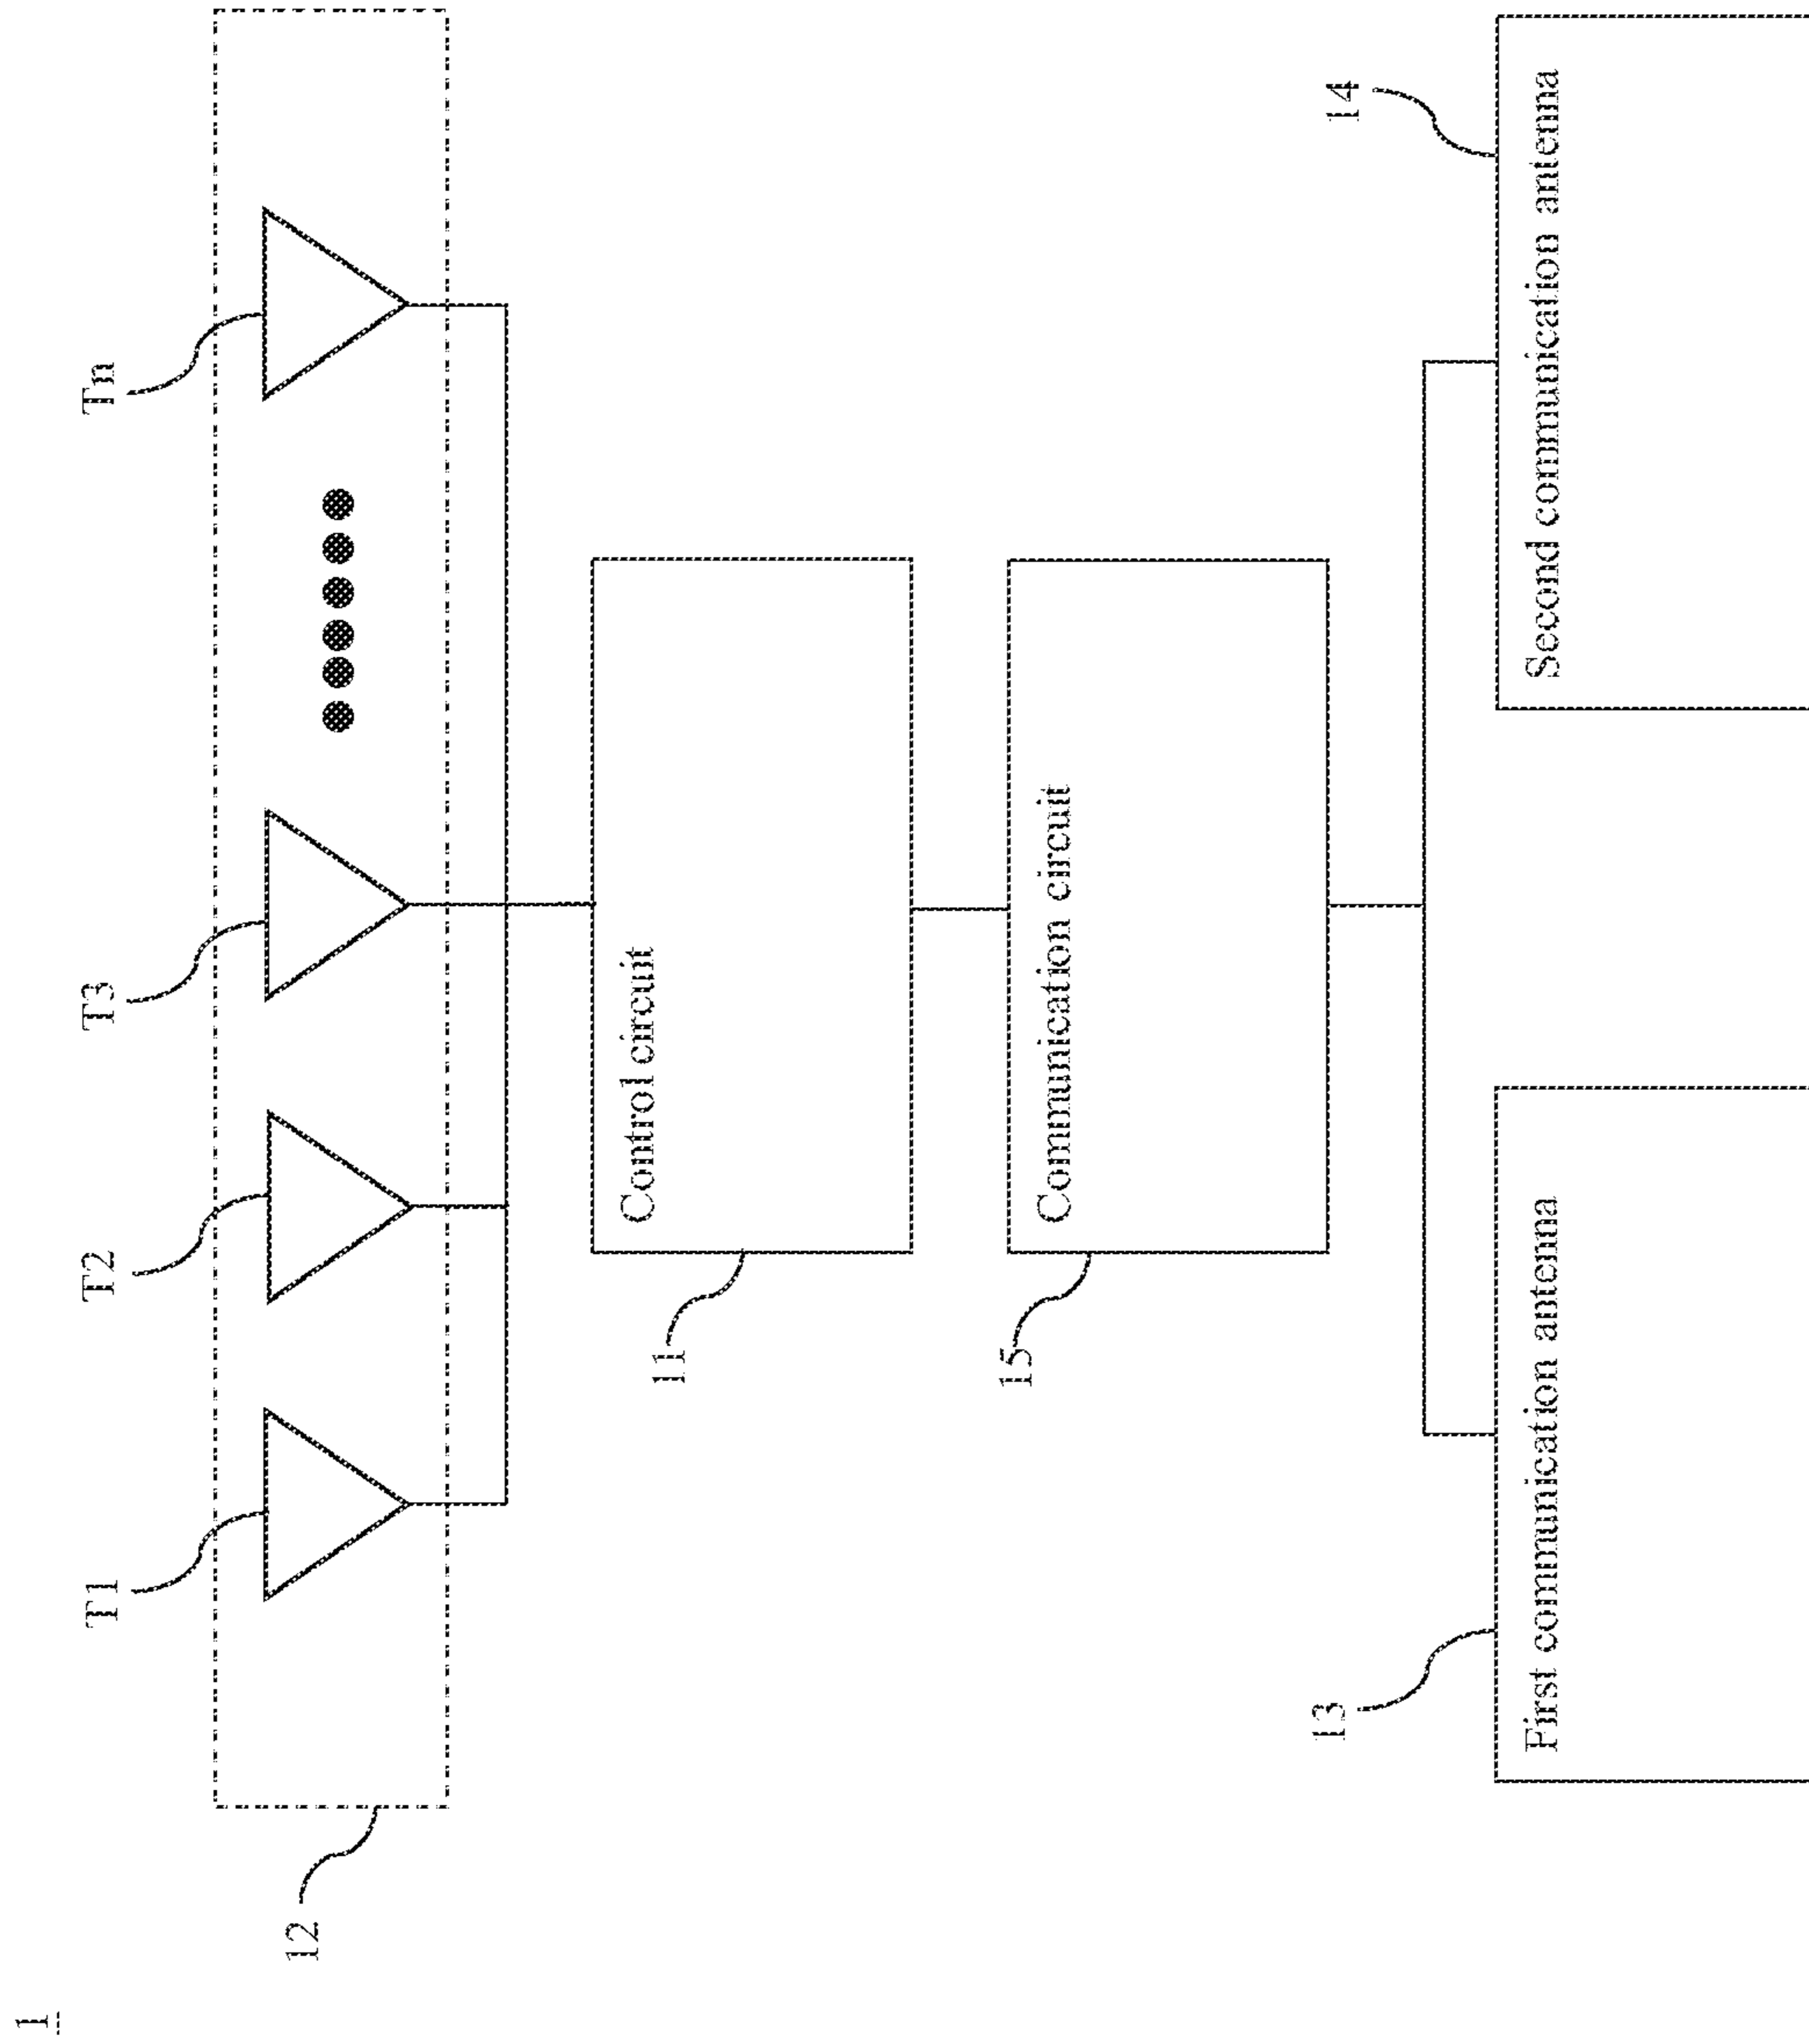 1
T1
T2
T3
Tn
12
Control circuit
11
Communication circuit
15
13
14
First communication antenna
Second communication antenna